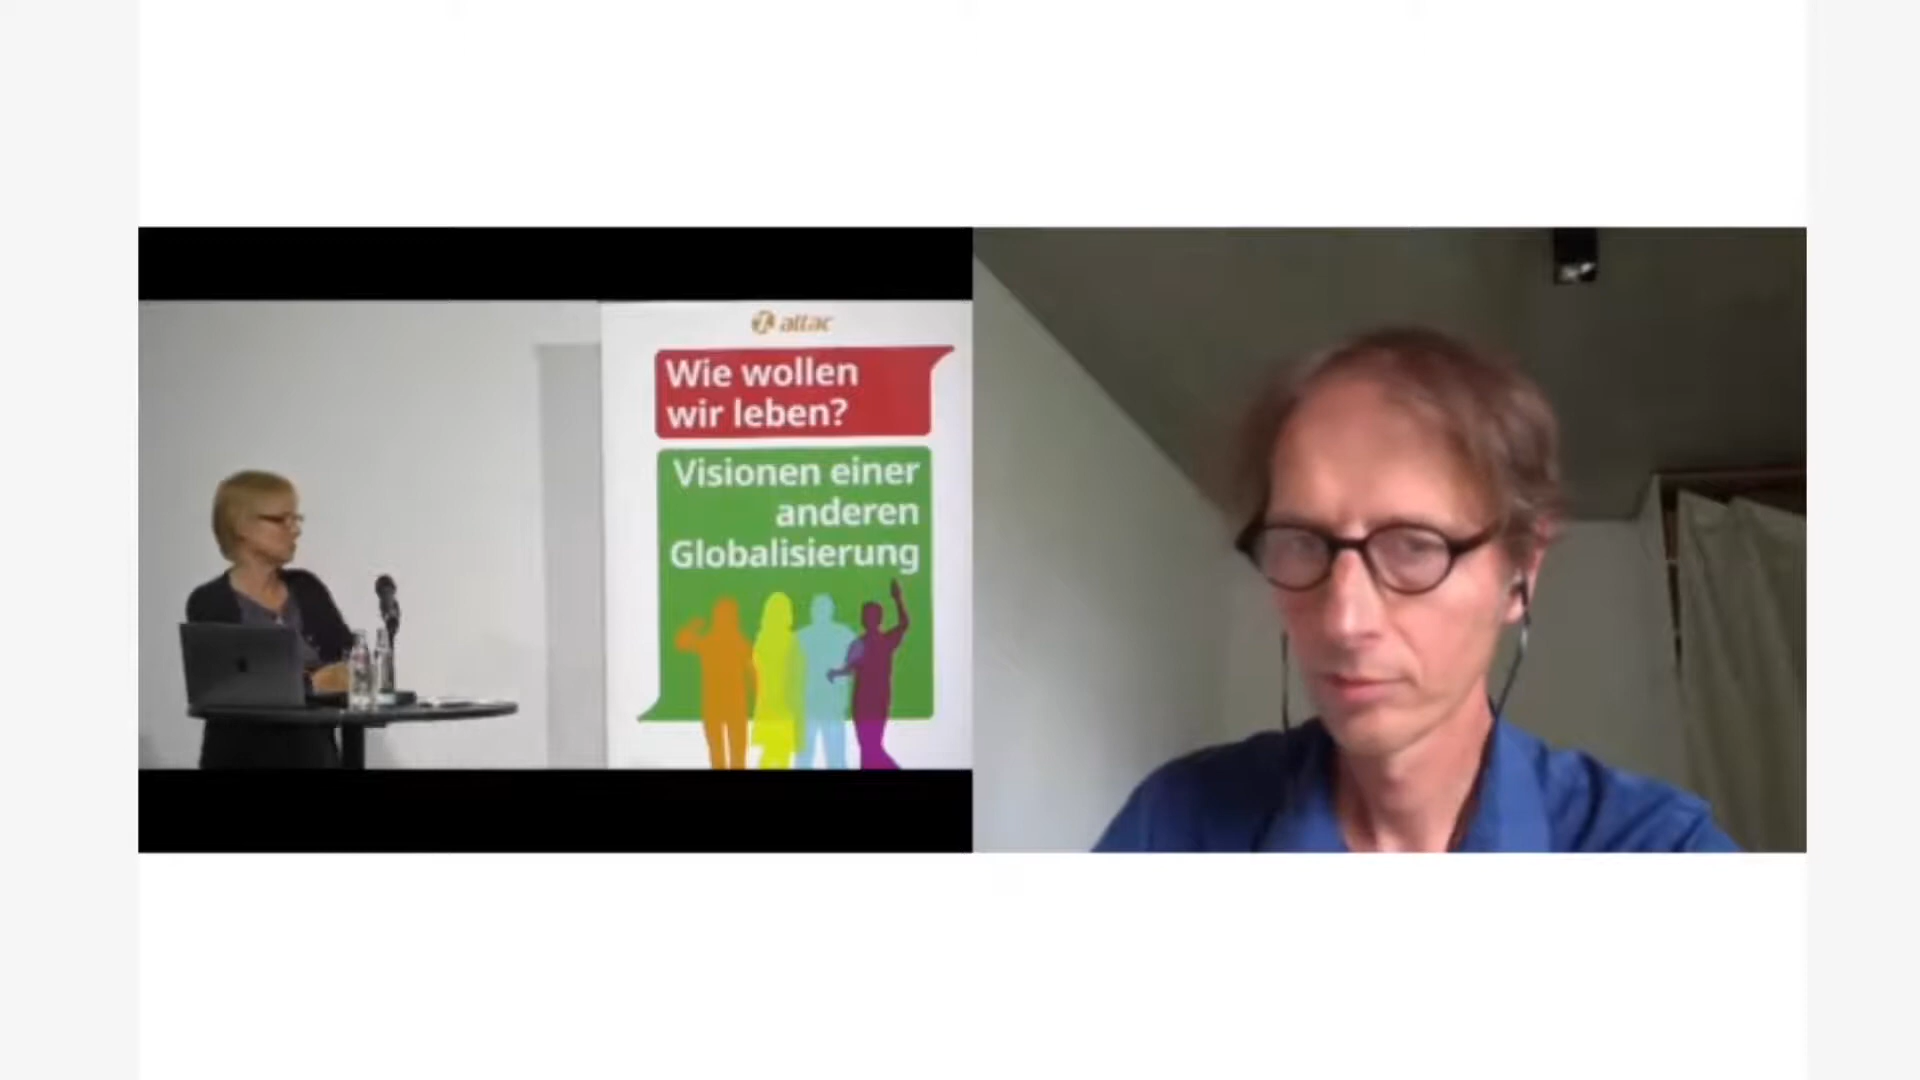 attac
Wie wollen
wir leben?
Visionen einer
anderen
Globalisierung